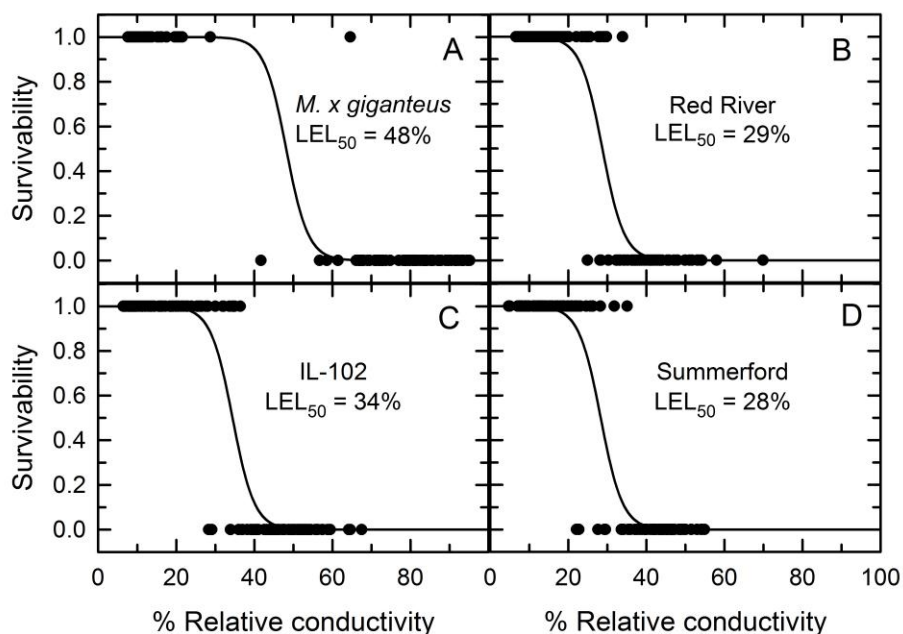 1.0
0.8
0.6
0.4
0.2
0.0
Survivability
A
M. x giganteus
LEL50 = 48%
B
Red River
LEL50 = 29%
1.0
0.8
0.6
0.4
0.2
0.0
Survivability
C
IL-102
LEL50 = 34%
D
Summerford
LEL50 = 28%
0 20 40 60 80
0 20 40 60 80 100
% Relative conductivity
% Relative conductivity